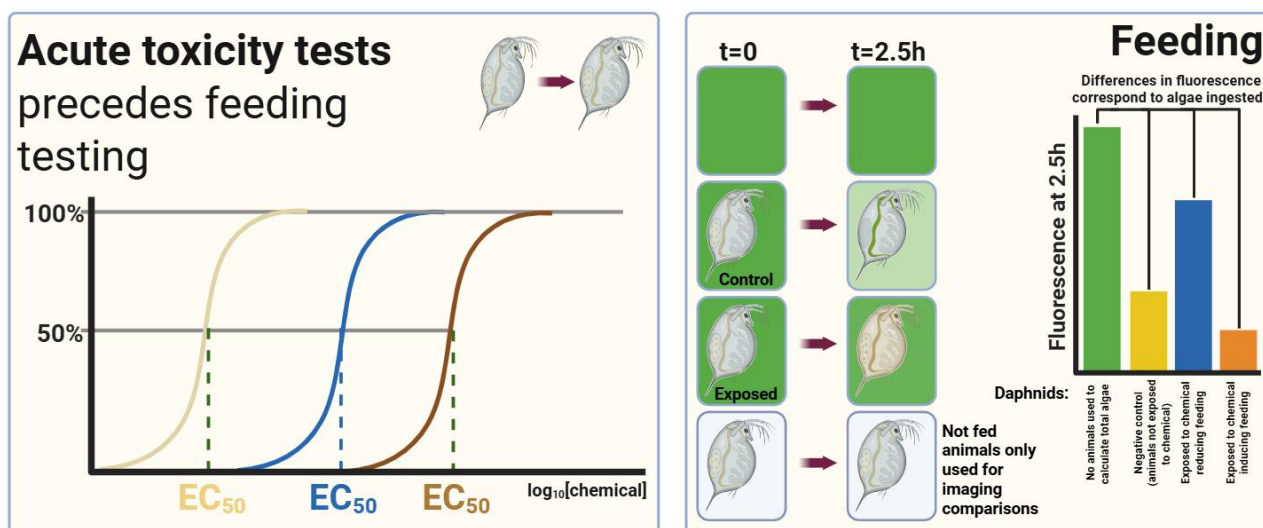 Acute toxicity tests
precedes feeding
testing
100%
50%
EC₅₀
EC₅₀
EC₅₀
log₁₀[chemical]
t=0
t=2.5h
Control
Exposed
Not fed
animals only
used for
imaging
comparisons
Feeding
Differences in fluorescence
correspond to algae ingested
Fluorescence at 2.5h
Daphnids:
No animals used to
calculate total algae
Negative control
(animals not exposed
to chemical)
Exposed to chemical
reducing feeding
Exposed to chemical
inducing feeding